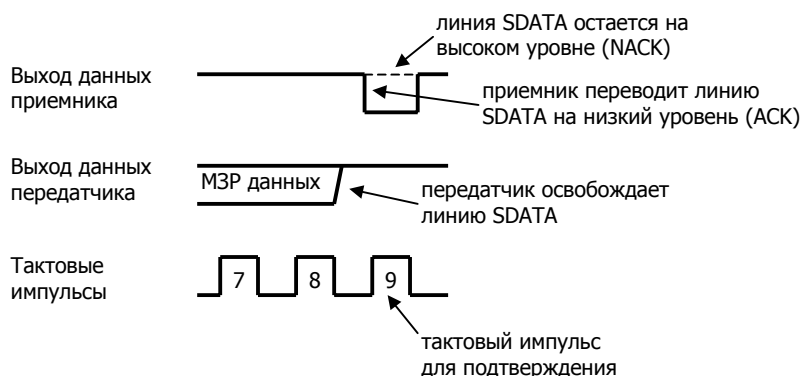 линия SDATA остается на
высоком уровне (NACK)
Выход данных
приемника
приемник переводит линию
SDATA на низкий уровень (ACK)
Выход данных
передатчика
МЗР данных
передатчик освобождает
линию SDATA
Тактовые
импульсы
7 8 9
тактовый импульс
для подтверждения